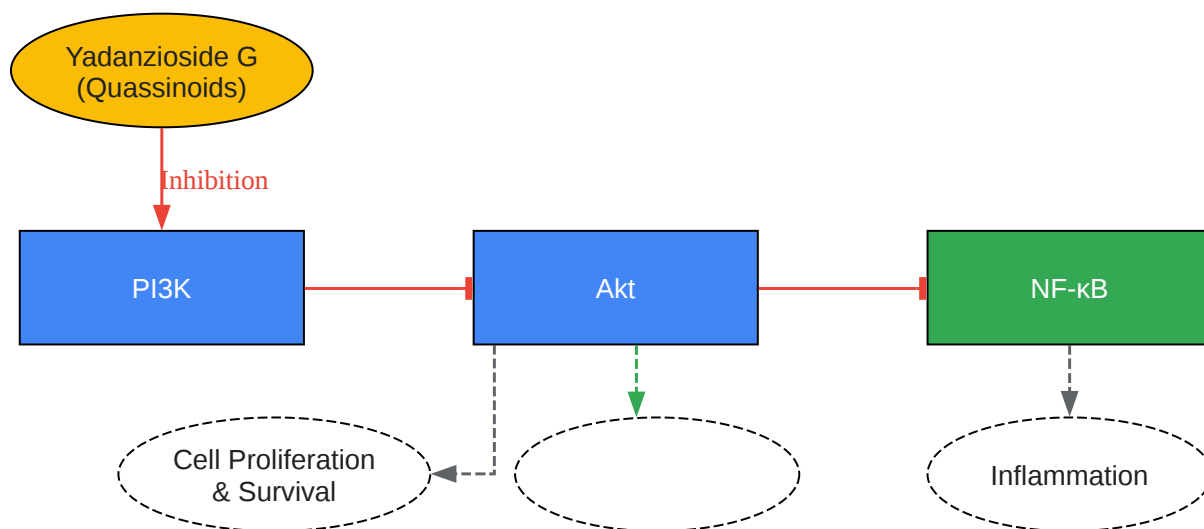 Yadanzioside G
(Quassinoids)
Inhibition
PI3K
Akt
NF-κB
Cell Proliferation
& Survival
Inflammation